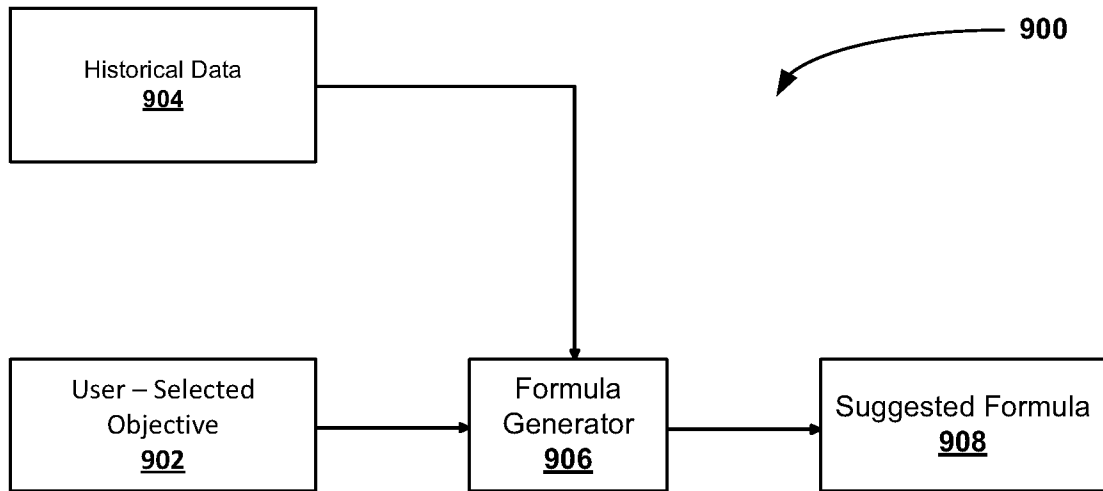 900
Historical Data
904
User – Selected
Objective
902
Formula
Generator
906
Suggested Formula
908